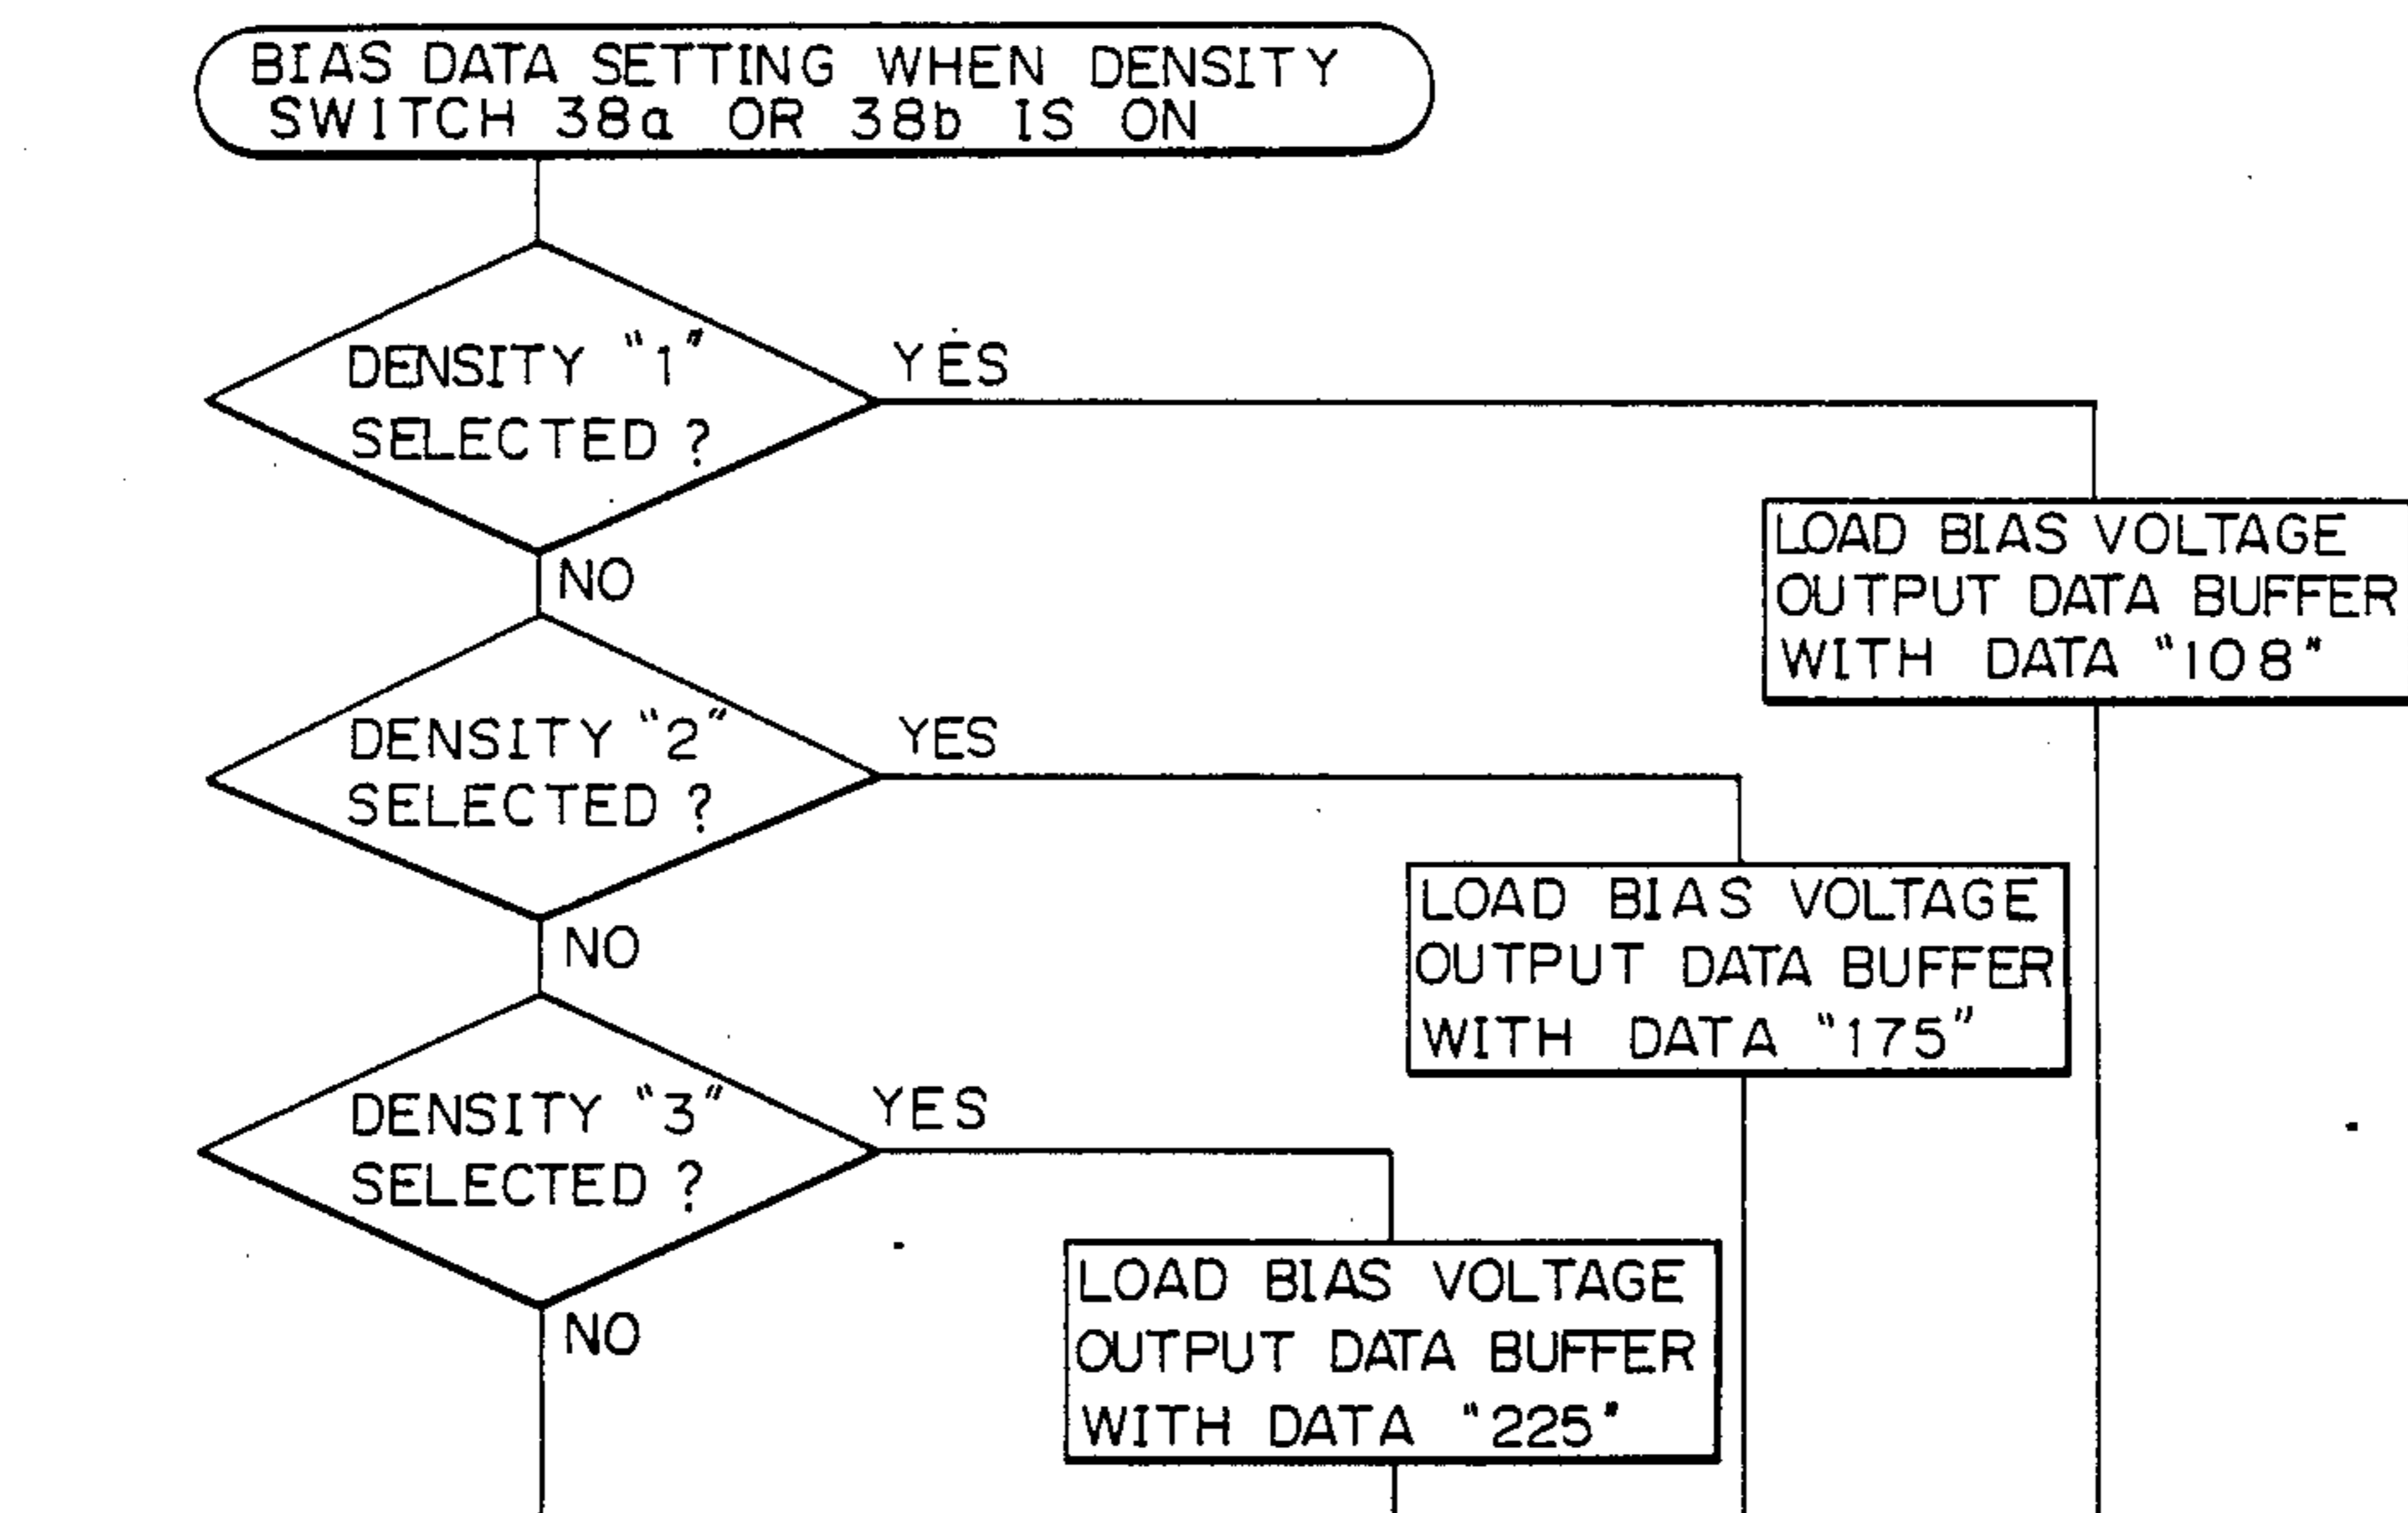 BIAS DATA SETTING WHEN DENSITY
SWITCH 38a OR 38b IS ON
DENSITY "1"
SELECTED ?
YES
NO
LOAD BIAS VOLTAGE
OUTPUT DATA BUFFER
WITH DATA "108"
DENSITY "2"
SELECTED ?
YES
NO
LOAD BIAS VOLTAGE
OUTPUT DATA BUFFER
WITH DATA "175"
DENSITY "3"
SELECTED ?
YES
NO
LOAD BIAS VOLTAGE
OUTPUT DATA BUFFER
WITH DATA "225"